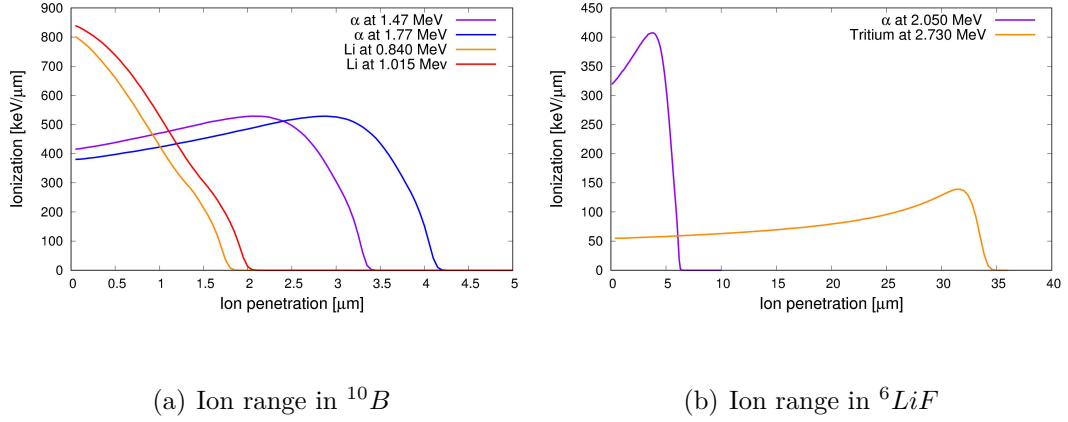 900
800
700
600
500
400
300
200
100
0
Ionization [keV/μm]
0 0.5 1 1.5 2 2.5 3 3.5 4 4.5 5
Ion penetration [μm]
α at 1.47 MeV
α at 1.77 MeV
Li at 0.840 MeV
Li at 1.015 Mev
(a) Ion range in ¹⁰B
450
400
350
300
250
200
150
100
50
0
Ionization [keV/μm]
0 5 10 15 20 25 30 35 40
Ion penetration [μm]
α at 2.050 MeV
Tritium at 2.730 MeV
(b) Ion range in ⁶LiF